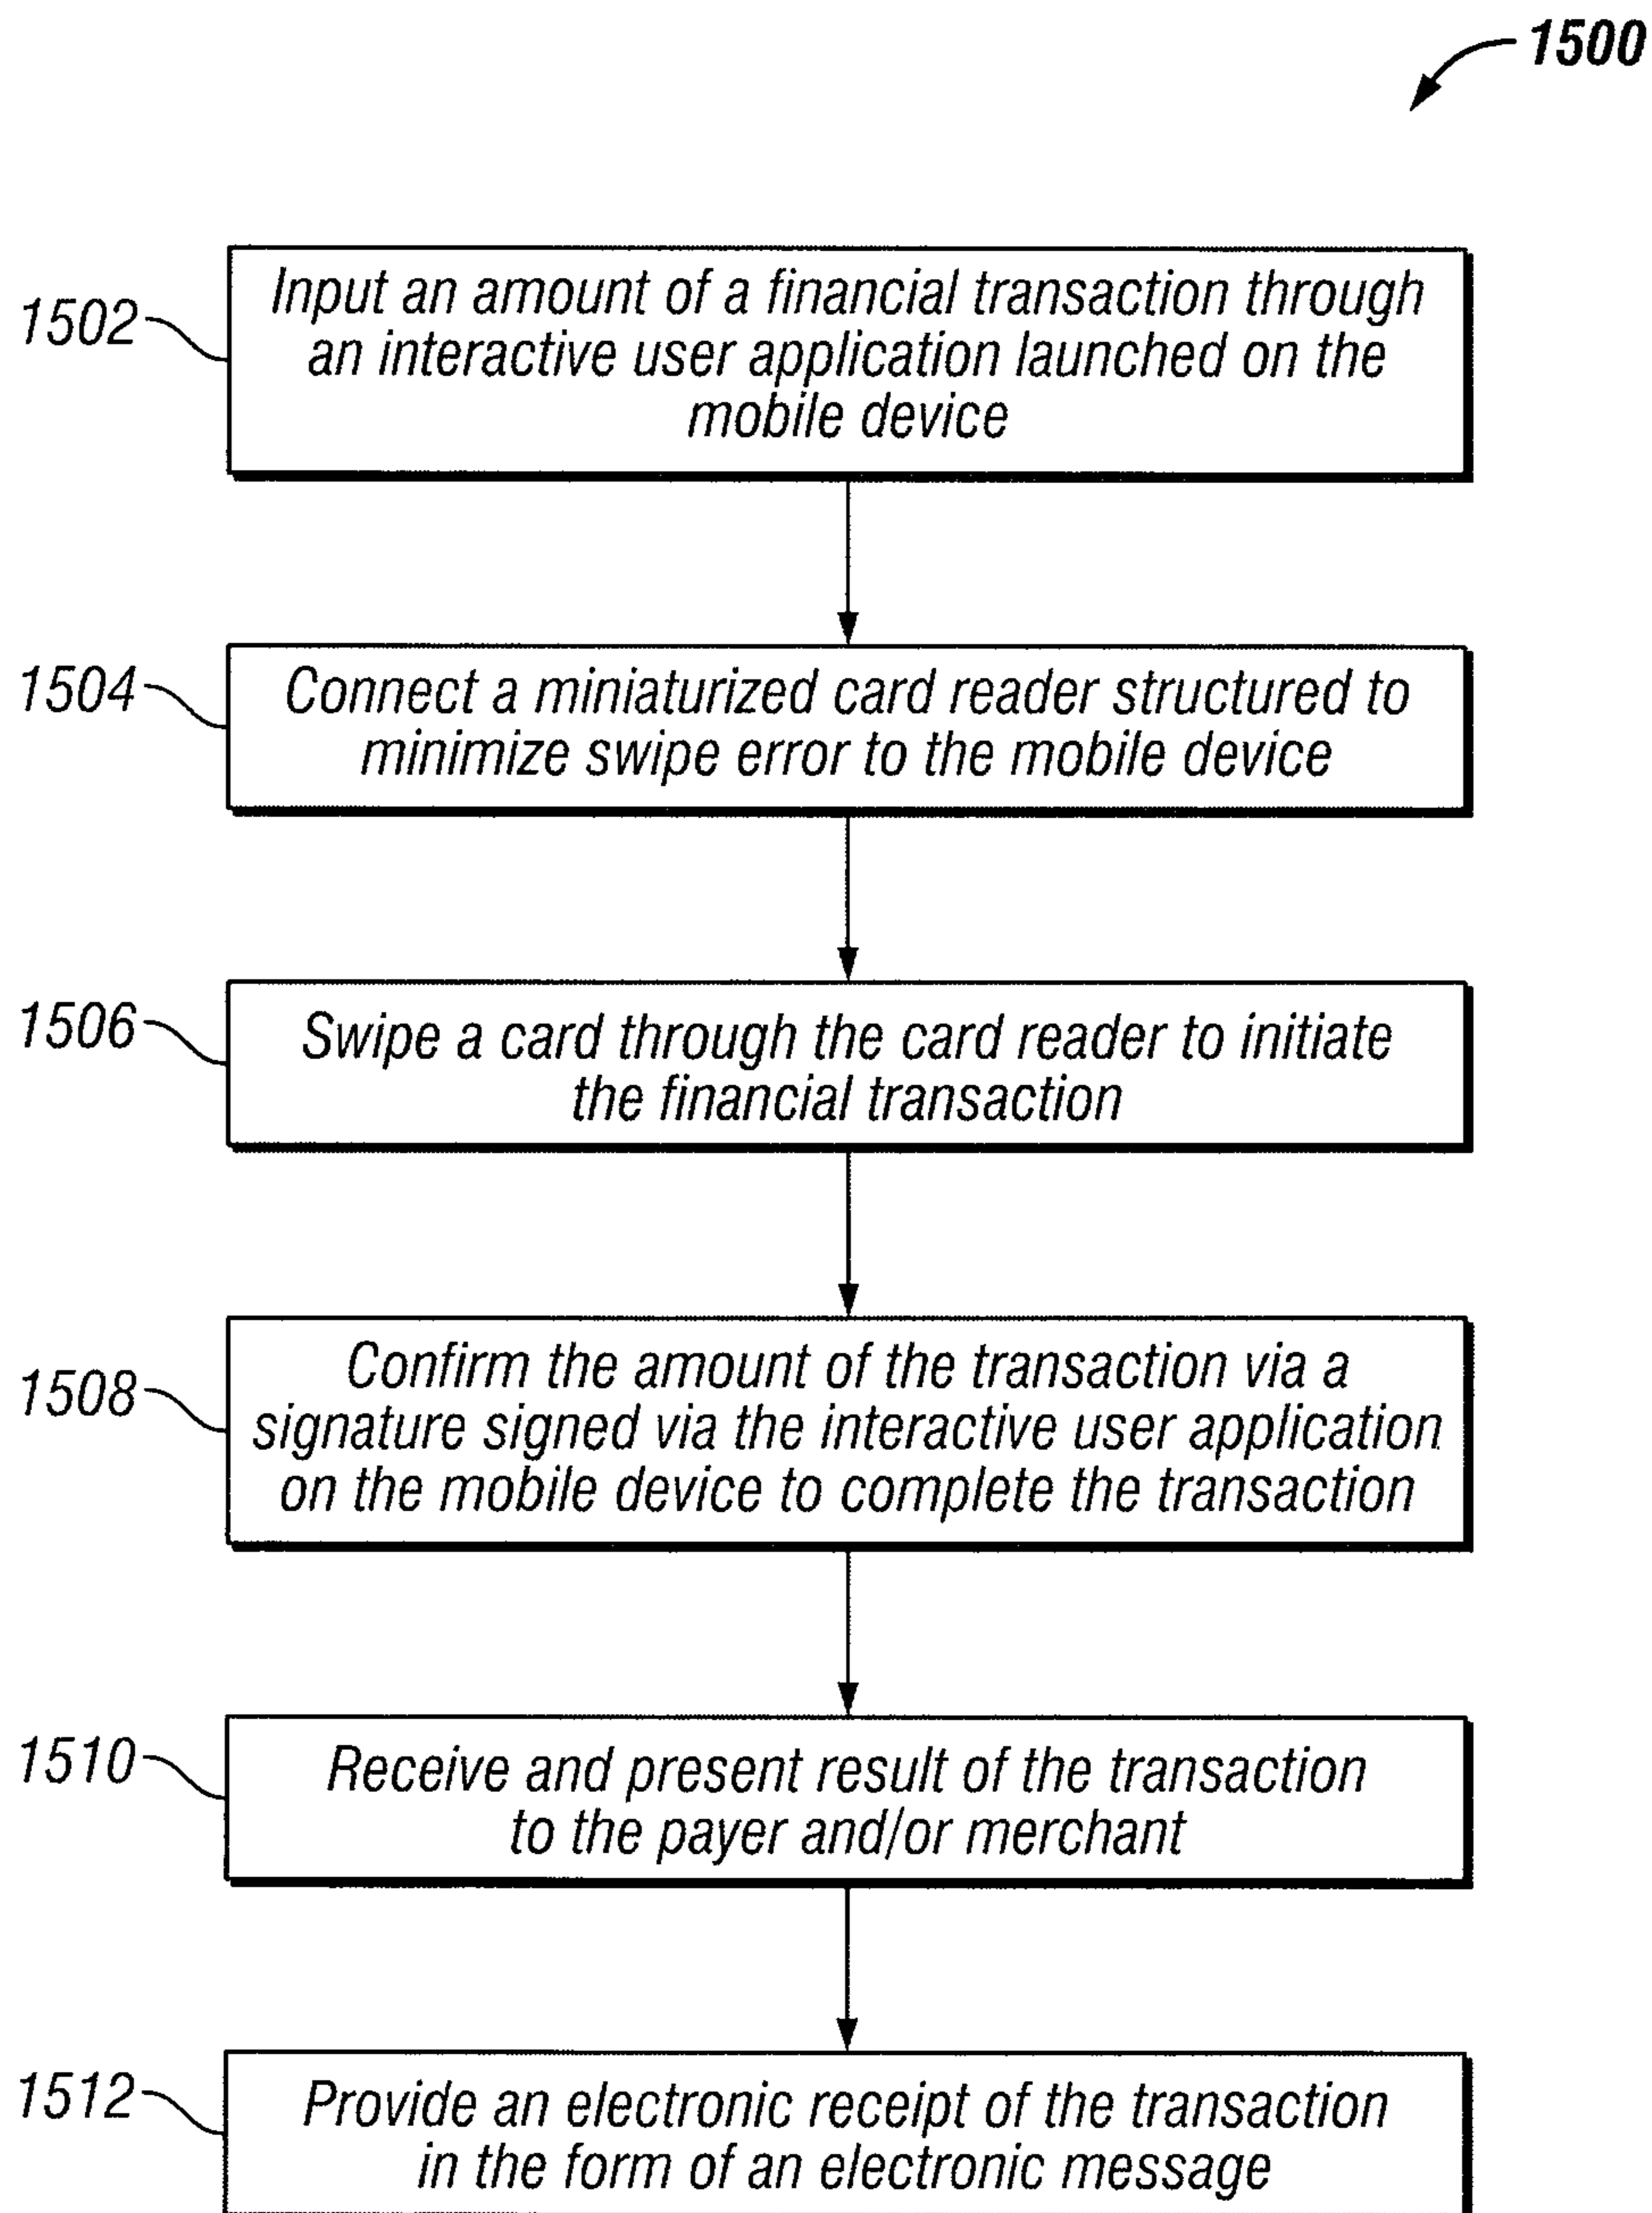 1500
1502
Input an amount of a financial transaction through
an interactive user application launched on the
mobile device
1504
Connect a miniaturized card reader structured to
minimize swipe error to the mobile device
1506
Swipe a card through the card reader to initiate
the financial transaction
1508
Confirm the amount of the transaction via a
signature signed via the interactive user application
on the mobile device to complete the transaction
1510
Receive and present result of the transaction
to the payer and/or merchant
1512
Provide an electronic receipt of the transaction
in the form of an electronic message